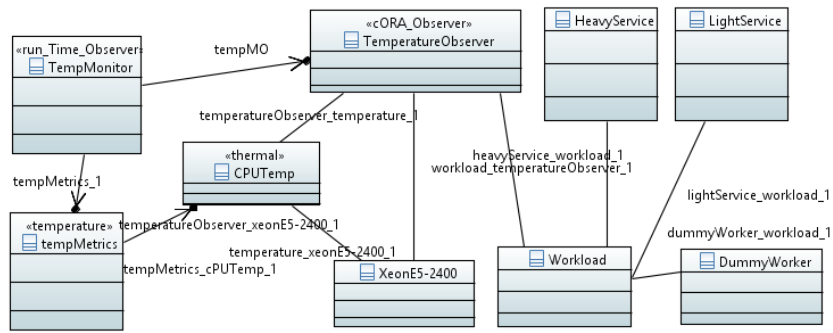 «cORA_Observer»
TemperatureObserver
HeavyService
LightService
«run_Time_Observer»
TempMonitor
tempMO
temperatureObserver_temperature_1
«thermal»
CPUTemp
heavyService_workload_1
workload_temperatureObserver_1
tempMetrics_1
lightService_workload_1
«temperature»
tempMetrics
temperatureObserver_xeonE5-2400_1
dummyWorker_workload_1
temperature_xeonE5-2400_1
tempMetrics_cPUTemp_1
XeonE5-2400
Workload
DummyWorker